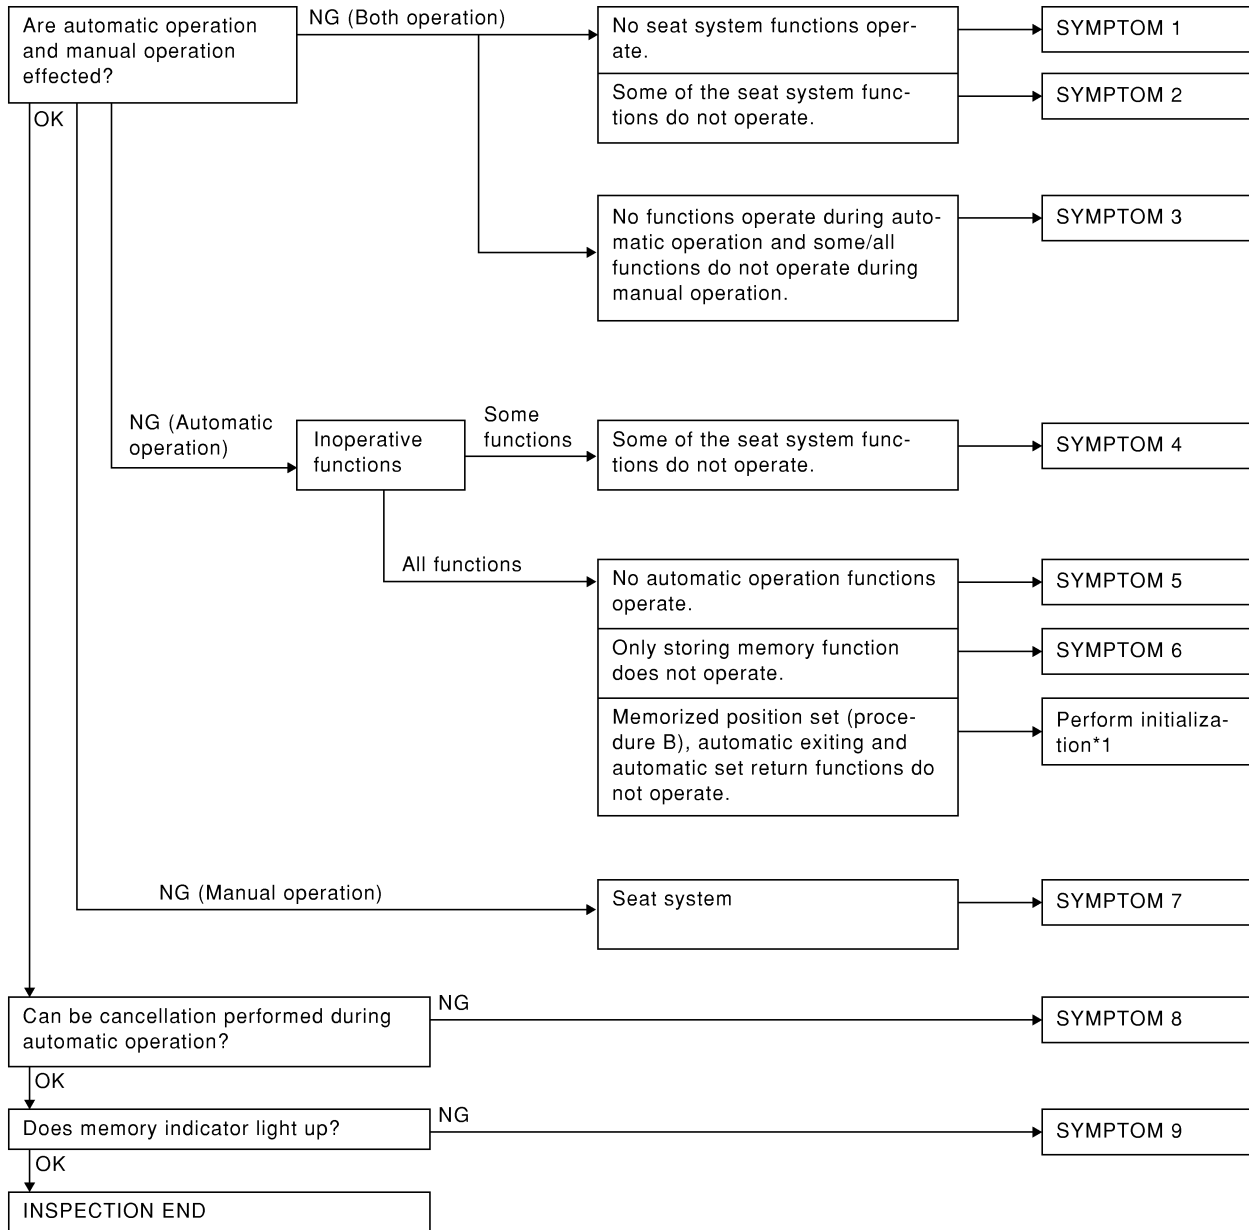 Are automatic operation
and manual operation
effected?
NG (Both operation)
No seat system functions oper-
ate.
SYMPTOM 1
Some of the seat system func-
tions do not operate.
SYMPTOM 2
OK
No functions operate during auto-
matic operation and some/all
functions do not operate during
manual operation.
SYMPTOM 3
NG (Automatic
operation)
Inoperative
functions
Some
functions
Some of the seat system func-
tions do not operate.
SYMPTOM 4
All functions
No automatic operation functions
operate.
SYMPTOM 5
Only storing memory function
does not operate.
SYMPTOM 6
Memorized position set (proce-
dure B), automatic exiting and
automatic set return functions do
not operate.
Perform initializa-
tion*1
NG (Manual operation)
Seat system
SYMPTOM 7
Can be cancellation performed during
automatic operation?
NG
SYMPTOM 8
OK
Does memory indicator light up?
NG
SYMPTOM 9
OK
INSPECTION END